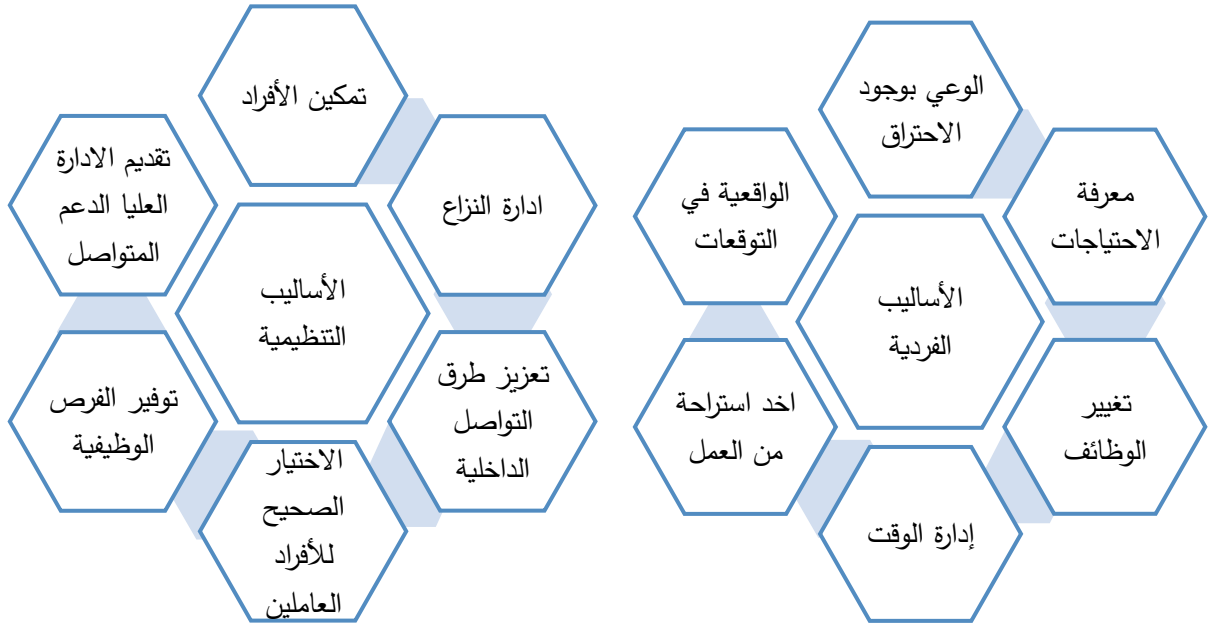 الوعي بوجود
الاحتراق
معرفة
الاحتياجات
تغيير
الوظائف
إدارة الوقت
اخد استراحة
من العمل
الواقعية في
التوقعات
الأساليب
الفردية
تمكين الأفراد
ادارة النزاع
تعزيز طرق
التواصل
الداخلية
الاختيار
الصحيح
للأفراد
العاملين
توفير الفرص
الوظيفية
تقديم الادارة
العليا الدعم
المتواصل
الأساليب
التنظيمية